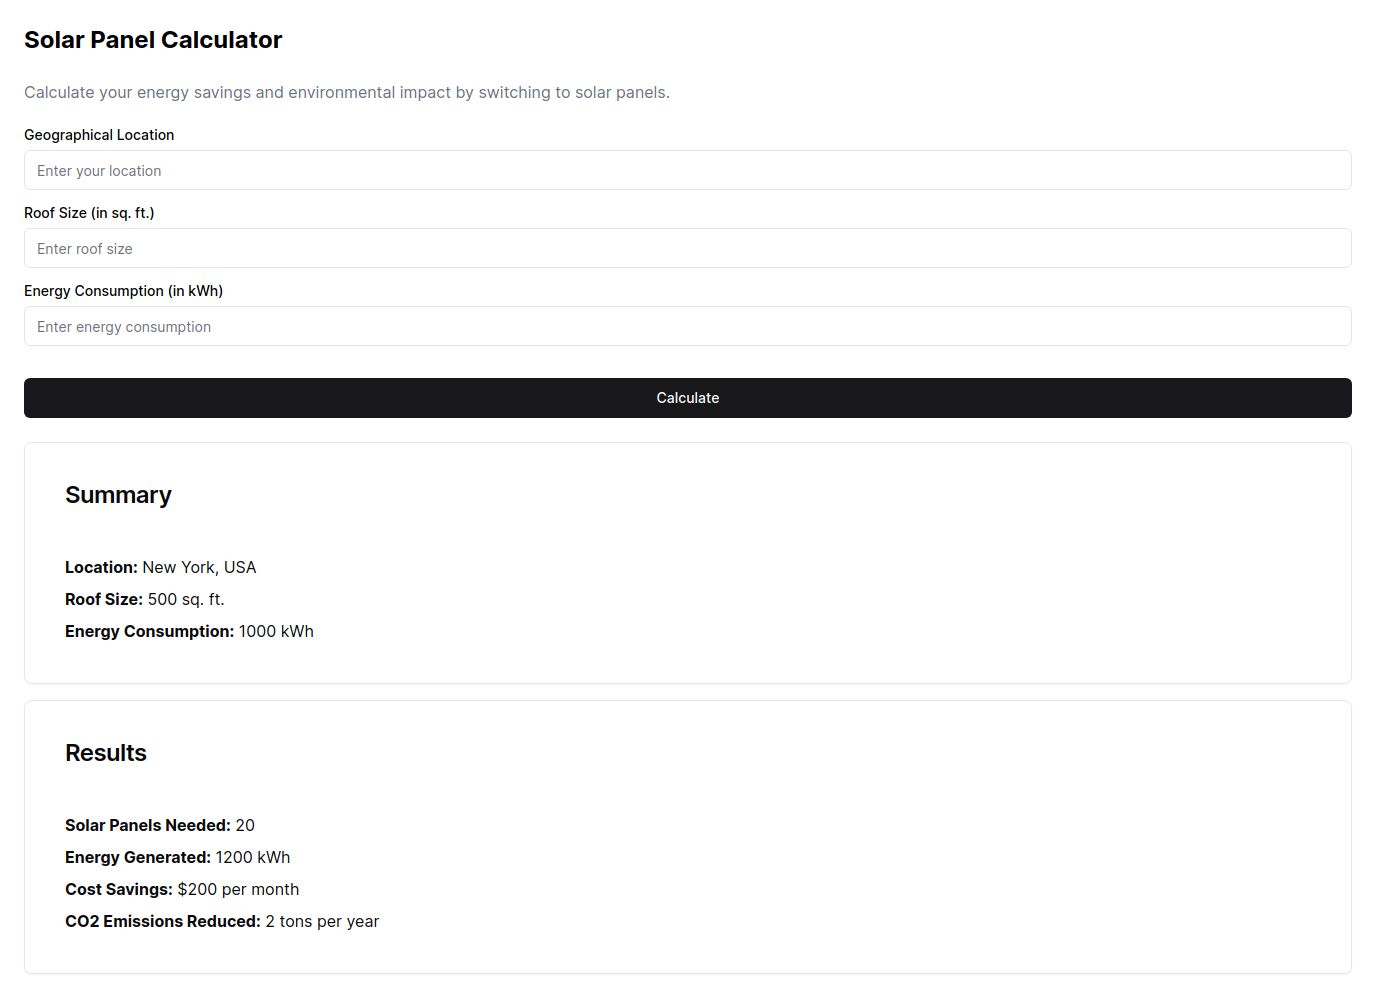 Solar Panel Calculator
Calculate your energy savings and environmental impact by switching to solar panels.
Geographical Location
Enter your location
Roof Size (in sq. ft.)
Enter roof size
Energy Consumption (in kWh)
Enter energy consumption
Calculate
Summary
Location: New York, USA
Roof Size: 500 sq. ft.
Energy Consumption: 1000 kWh
Results
Solar Panels Needed: 20
Energy Generated: 1200 kWh
Cost Savings: $200 per month
CO2 Emissions Reduced: 2 tons per year